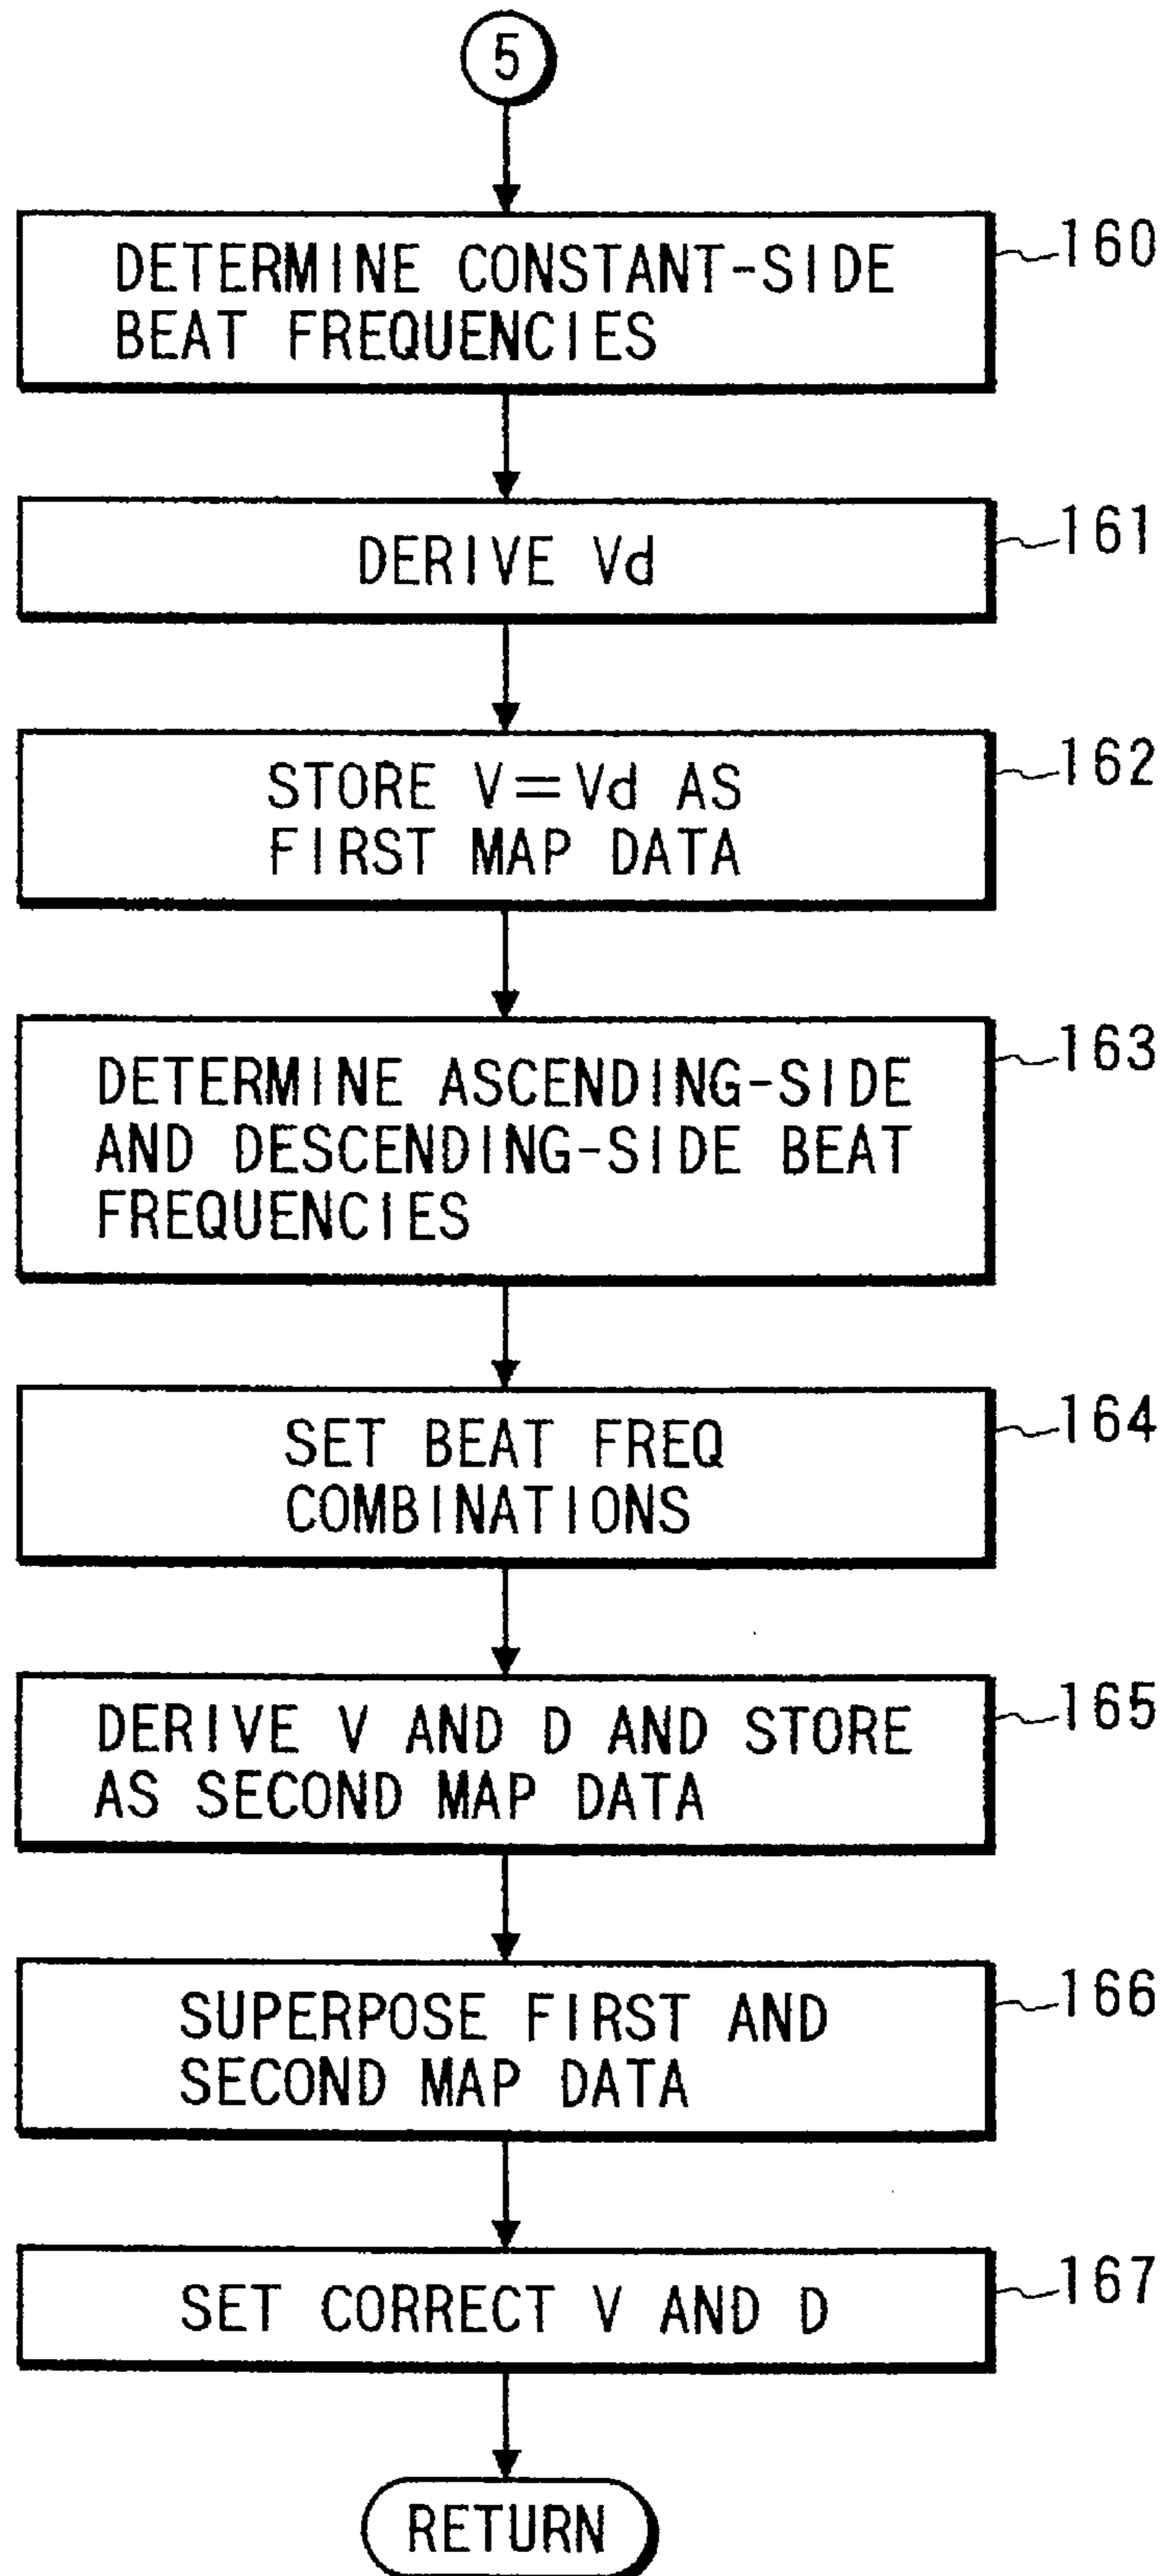 5
DETERMINE CONSTANT-SIDE
BEAT FREQUENCIES
160
DERIVE Vd
161
STORE V=Vd AS
FIRST MAP DATA
162
DETERMINE ASCENDING-SIDE
AND DESCENDING-SIDE BEAT
FREQUENCIES
163
SET BEAT FREQ
COMBINATIONS
164
DERIVE V AND D AND STORE
AS SECOND MAP DATA
165
SUPERPOSE FIRST AND
SECOND MAP DATA
166
SET CORRECT V AND D
167
RETURN